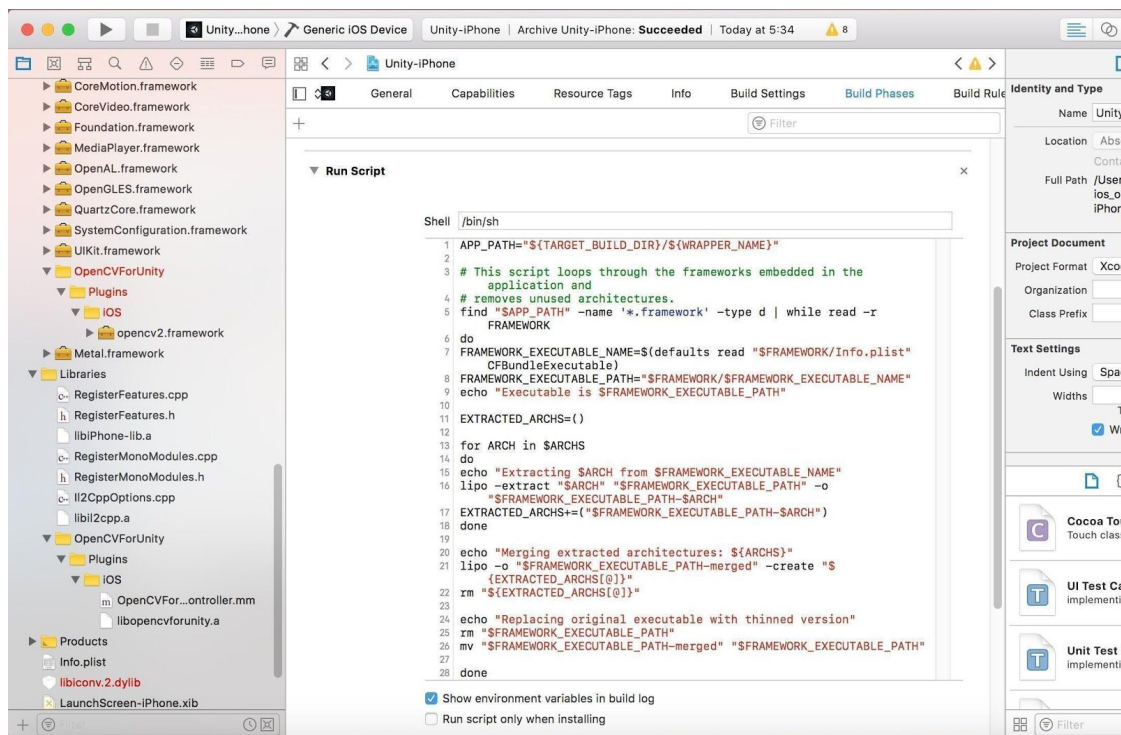 Unity...hone
Generic iOS Device
Unity-iPhone | Archive Unity-iPhone: Succeeded | Today at 5:34
8
Unity-iPhone
CoreMotion.framework
CoreVideo.framework
Foundation.framework
MediaPlayer.framework
OpenAL.framework
OpenGLES.framework
QuartzCore.framework
SystemConfiguration.framework
UIKit.framework
OpenCVForUnity
Plugins
iOS
opencv2.framework
Metal.framework
Libraries
RegisterFeatures.cpp
RegisterFeatures.h
libiPhone-lib.a
RegisterMonoModules.cpp
RegisterMonoModules.h
Il2CppOptions.cpp
libil2cpp.a
OpenCVForUnity
Plugins
iOS
OpenCVFor...ontroller.mm
libopencvforunity.a
Products
Info.plist
libiconv.2.dylib
LaunchScreen-iPhone.xib
General Capabilities Resource Tags Info Build Settings Build Phases Build Rule
Filter
Run Script
Shell /bin/sh
1 APP_PATH="${TARGET_BUILD_DIR}/${WRAPPER_NAME}"
2
3 # This script loops through the frameworks embedded in the
application and
4 # removes unused architectures.
5 find "$APP_PATH" -name '*.framework' -type d | while read -r
FRAMEWORK
6 do
7 FRAMEWORK_EXECUTABLE_NAME=$(defaults read "$FRAMEWORK/Info.plist"
CFBundleExecutable)
8 FRAMEWORK_EXECUTABLE_PATH="$FRAMEWORK/$FRAMEWORK_EXECUTABLE_NAME"
9 echo "Executable is $FRAMEWORK_EXECUTABLE_PATH"
10
11 EXTRACTED_ARCHS=()
12
13 for ARCH in $ARCHS
14 do
15 echo "Extracting $ARCH from $FRAMEWORK_EXECUTABLE_NAME"
16 lipo -extract "$ARCH" "$FRAMEWORK_EXECUTABLE_PATH" -o
"$FRAMEWORK_EXECUTABLE_PATH-$ARCH"
17 EXTRACTED_ARCHS+=("$FRAMEWORK_EXECUTABLE_PATH-$ARCH")
18 done
19
20 echo "Merging extracted architectures: ${ARCHS}"
21 lipo -o "$FRAMEWORK_EXECUTABLE_PATH-merged" -create "$
{EXTRACTED_ARCHS[@]}"
22 rm "${EXTRACTED_ARCHS[@]}"
23
24 echo "Replacing original executable with thinned version"
25 rm "$FRAMEWORK_EXECUTABLE_PATH"
26 mv "$FRAMEWORK_EXECUTABLE_PATH-merged" "$FRAMEWORK_EXECUTABLE_PATH"
27
28 done
Show environment variables in build log
Run script only when installing
Identity and Type
Name Unity
Location Abs
Conta
Full Path /User
ios_o
iPhor
Project Document
Project Format Xco
Organization
Class Prefix
Text Settings
Indent Using Spa
Widths
Cocoa Tou
Touch clas
UI Test Ca
implementi
Unit Test
implementi
Filter